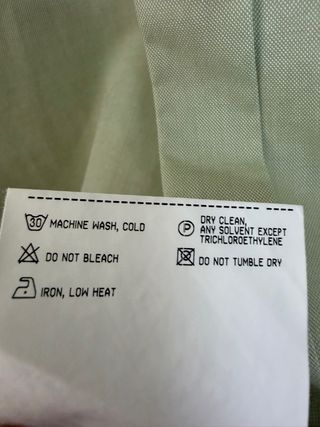 30 MACHINE WASH, COLD
DO NOT BLEACH
IRON, LOW HEAT
P DRY CLEAN,
ANY SOLVENT EXCEPT
TRICHLOROETHYLENE
DO NOT TUMBLE DRY